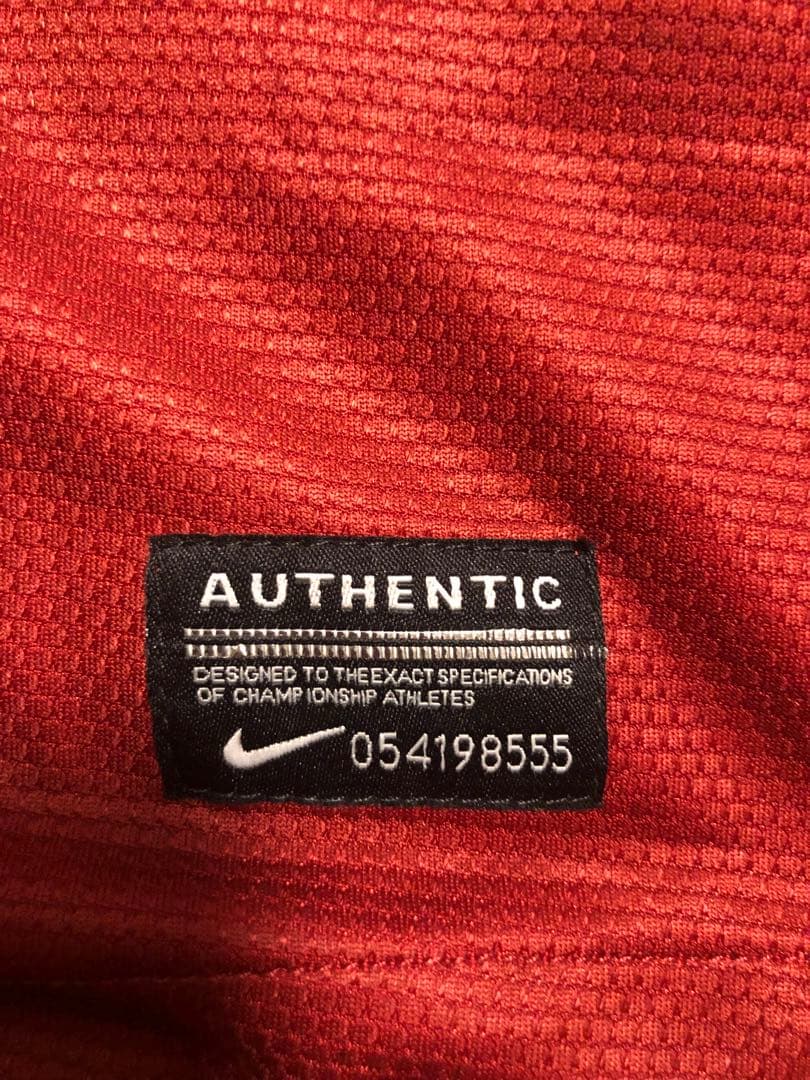 AUTHENTIC
DESIGNED TO THE EXACT SPECIFICATIONS
OF CHAMPIONSHIP ATHLETES
054198555